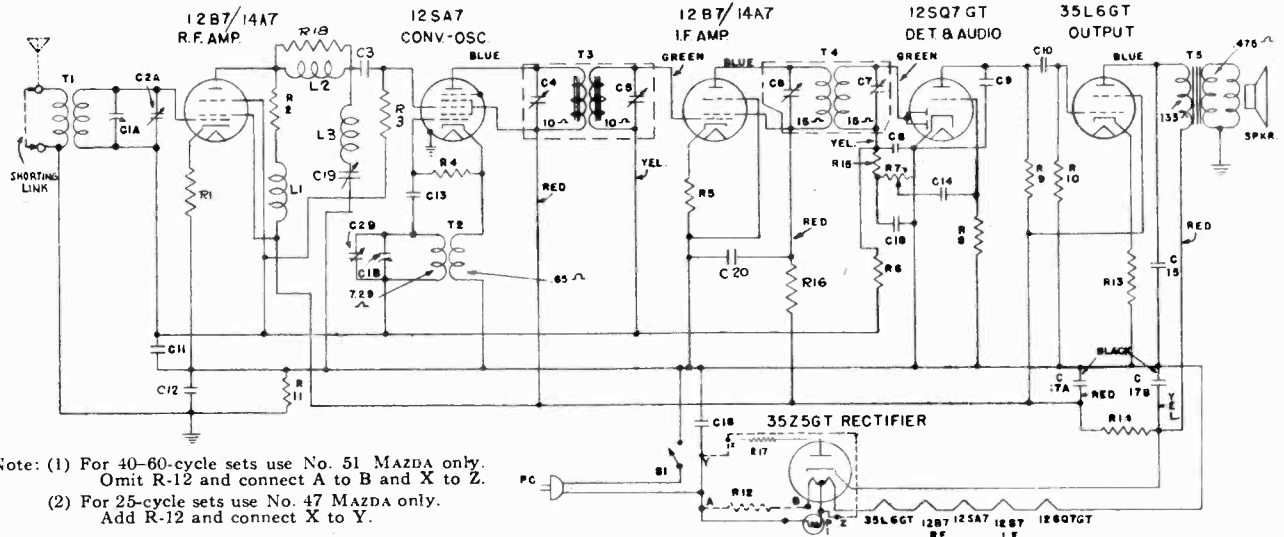 12B7/14A7
R.F. AMP.
12SA7
CONV.-OSC.
12B7/14A7
I.F. AMP.
12SQ7 GT
DET. & AUDIO
35L6GT
OUTPUT
T1
C2A
C1A
R18
L2
C3
R2
L3
C19
R3
L1
R1
R4
C13
C2B
C1B
T2
7.29 Ω
.65 Ω
BLUE
T3
C4
C5
10 Ω
10 Ω
GREEN
RED
YEL.
BLUE
T4
C6
C7
15 Ω
15 Ω
GREEN
YEL.
R5
C20
RED
R16
C8
R15
R7
C14
C18
R6
R8
C9
C10
R9
R10
BLUE
T5
.475 Ω
135
SPKR.
RED
R13
C15
SHORTING
LINK
C11
C12
R11
BLACK
C17A
RED
C17B
YEL
R14
C16
35Z5GT RECTIFIER
X
R17
Y
S1
PC
A
R12
B
Z
35L6GT
12B7
RF
12SA7
12B7
I.F
12SQ7GT
Note: (1) For 40-60-cycle sets use No. 51 MAZDA only.
Omit R-12 and connect A to B and X to Z.
(2) For 25-cycle sets use No. 47 MAZDA only.
Add R-12 and connect X to Y.